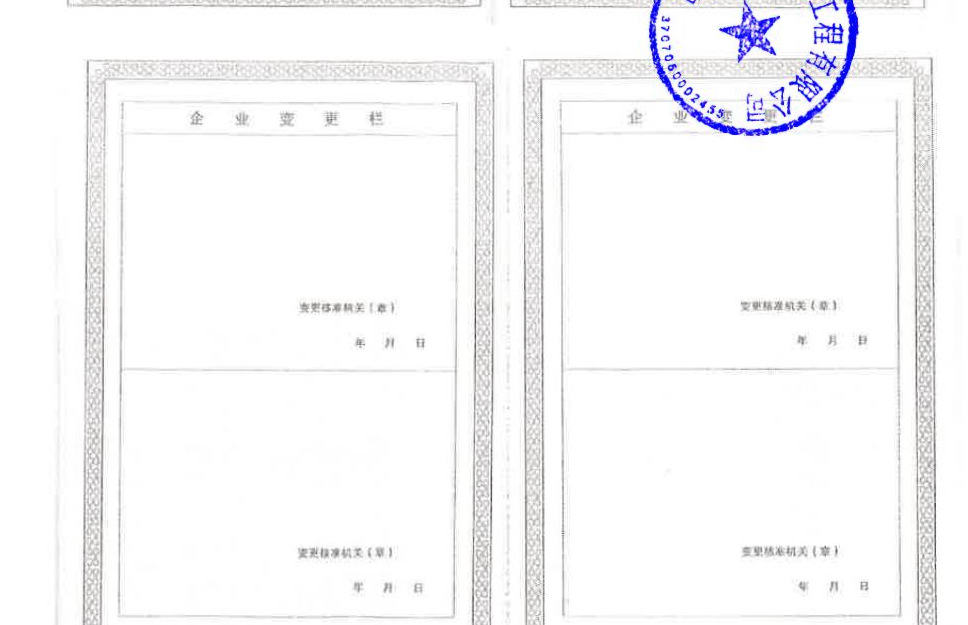 工程有限公司
3707060002455
企业变更栏
变更核准机关（章）
年 月 日
变更核准机关（章）
年 月 日
企业变更栏
变更核准机关（章）
年 月 日
变更核准机关（章）
年 月 日